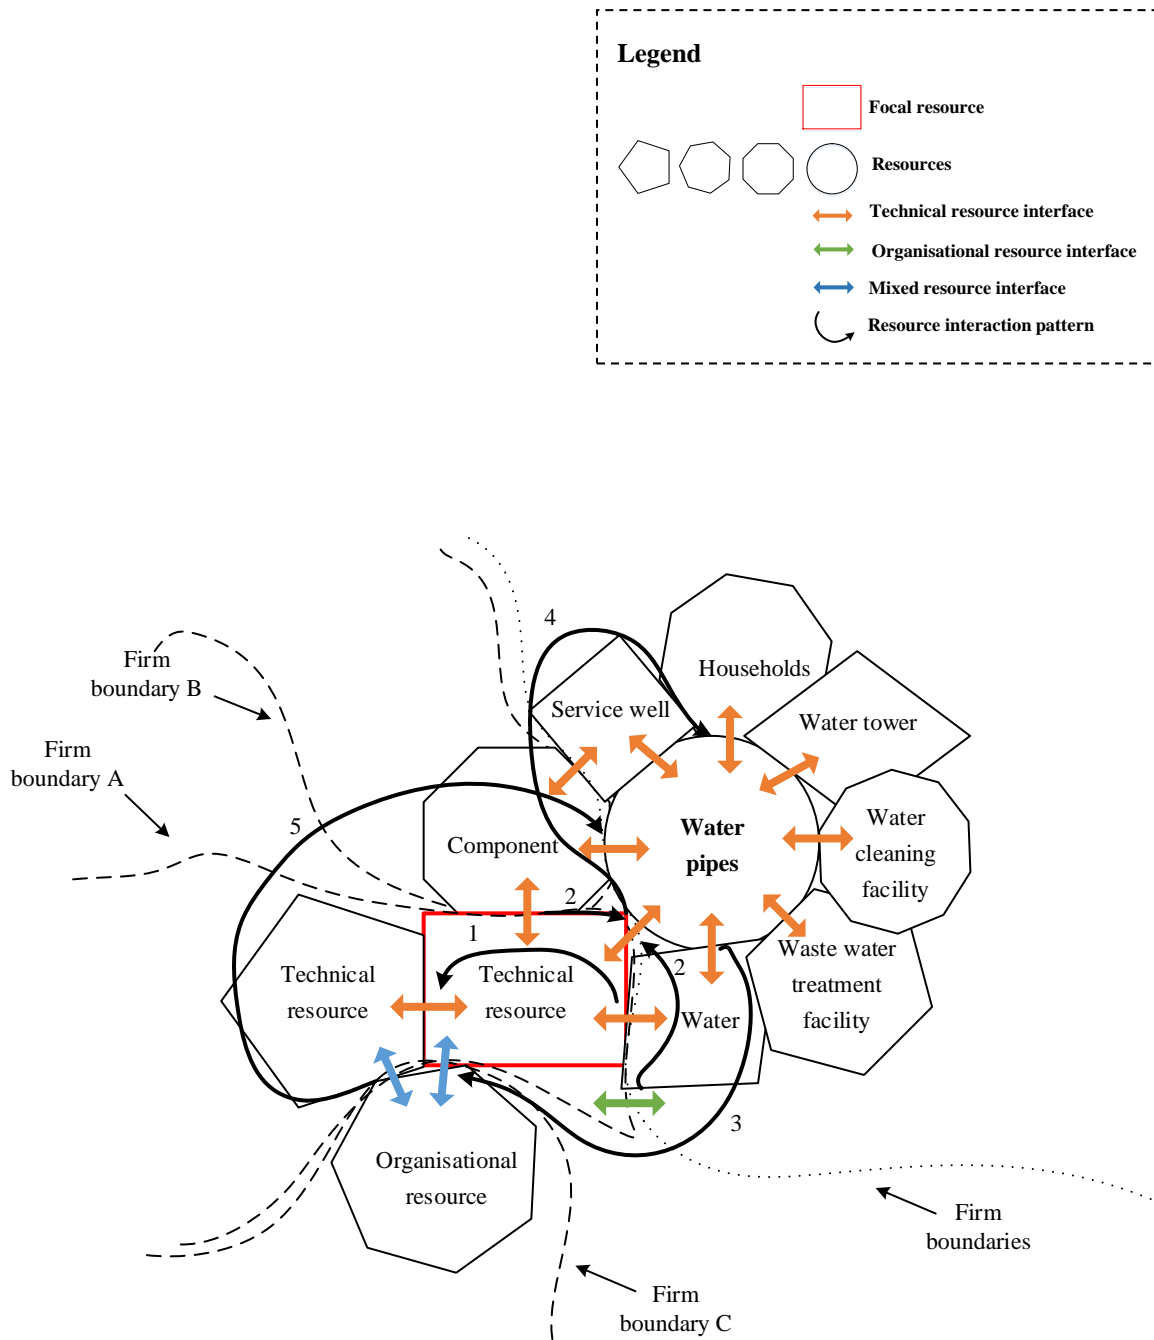 Legend
Focal resource
Resources
Technical resource interface
Organisational resource interface
Mixed resource interface
Resource interaction pattern
4
Firm
boundary B
Households
Service well
Water tower
Firm
boundary A
5
Component
Water
pipes
Water
cleaning
facility
2
1
Technical
resource
Technical
resource
2
Water
Waste water
treatment
facility
3
Organisational
resource
Firm
boundaries
Firm
boundary C